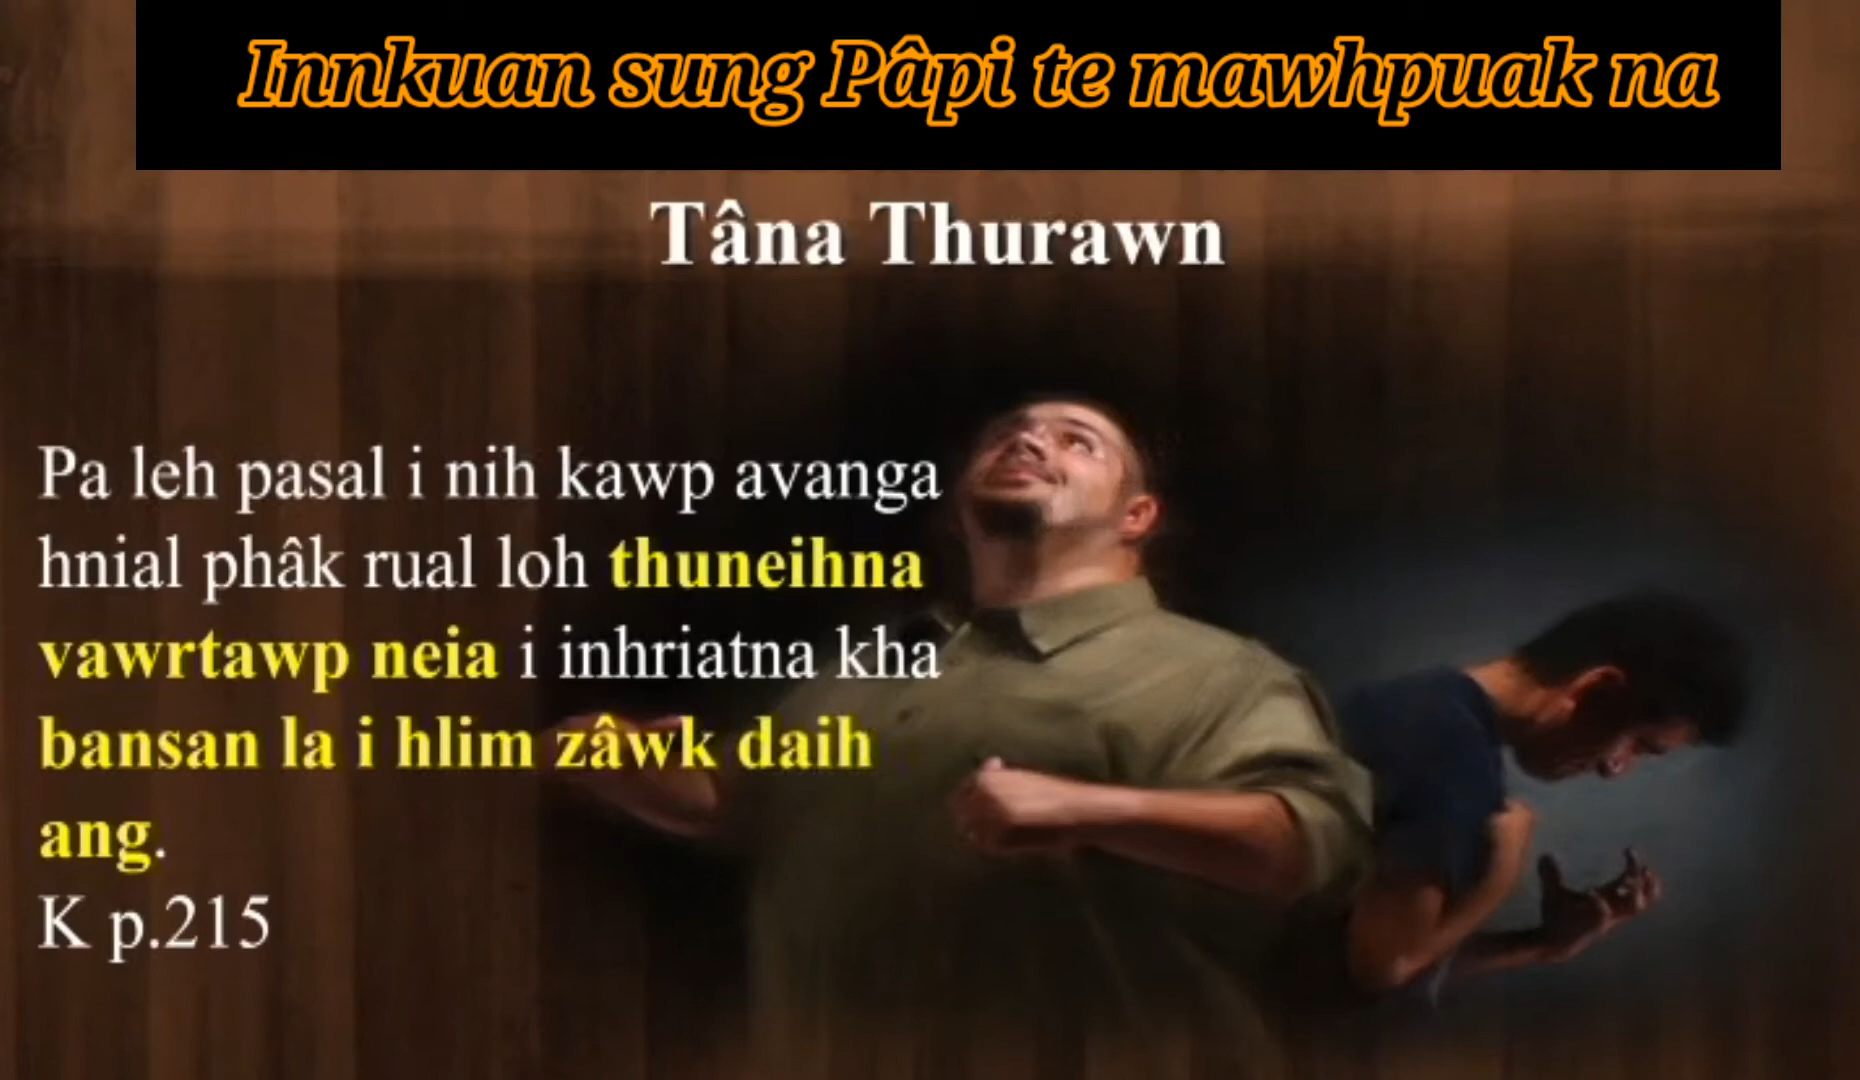 Innkuan sung Pâpi te mawhpuak na
Tâna Thurawn
Pa leh pasal i nih kawp avanga
hnial phâk rual loh thuneihna
vawrtawp neia i inhriatna kha
bansan la i hlim zâwk daih
ang.
K p.215